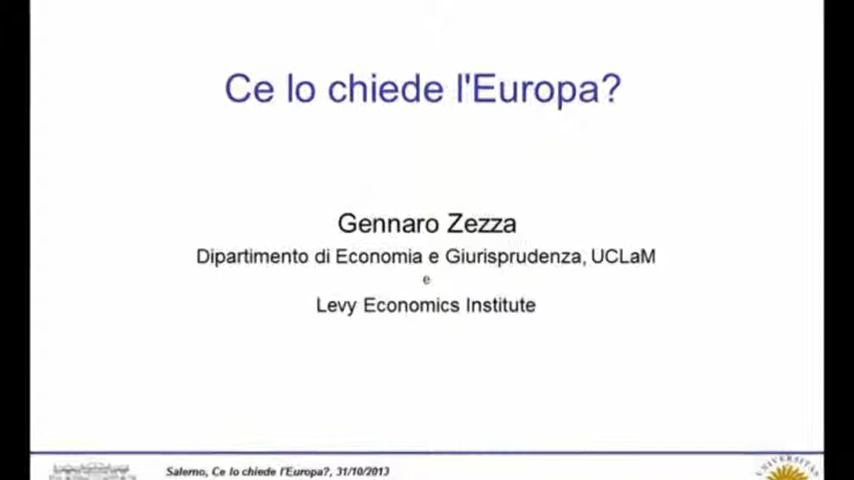 Ce lo chiede l'Europa?
Gennaro Zezza
Dipartimento di Economia e Giurisprudenza, UCLaM
e
Levy Economics Institute
Salerno, Ce lo chiede l'Europa?, 31/10/2013
UNIVERSITAS